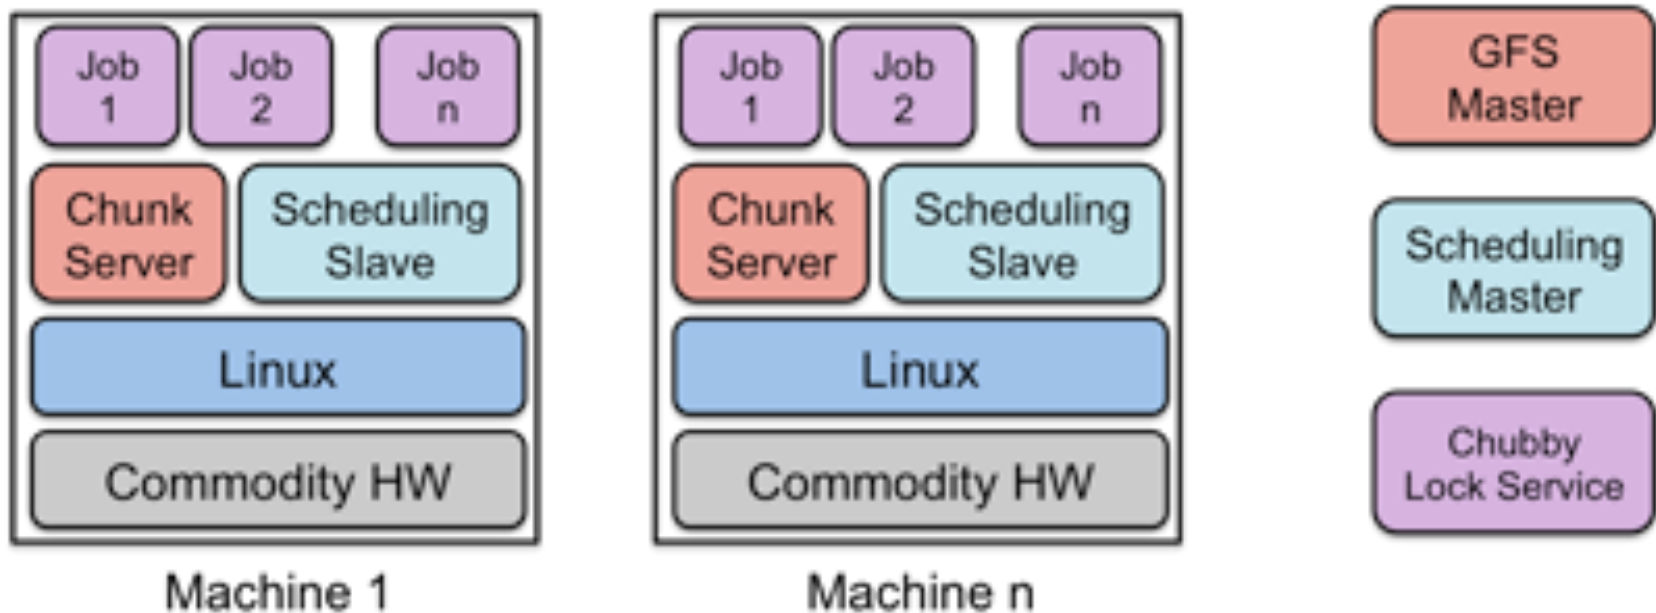 Job
1
Job
2
Job
n
Chunk
Server
Scheduling
Slave
Linux
Commodity HW
Machine 1
Job
1
Job
2
Job
n
Chunk
Server
Scheduling
Slave
Linux
Commodity HW
Machine n
GFS
Master
Scheduling
Master
Chubby
Lock Service